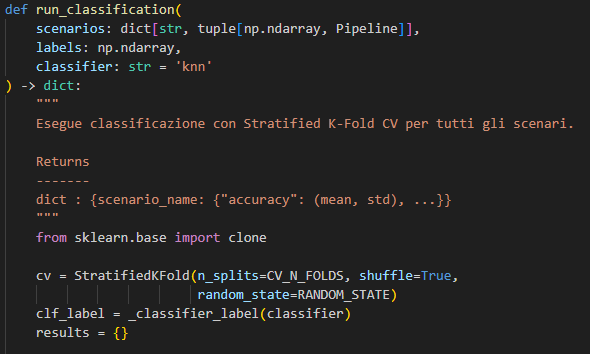 def run_classification(
    scenarios: dict[str, tuple[np.ndarray, Pipeline]],
    labels: np.ndarray,
    classifier: str = 'knn'
) -> dict:
    """
    Esegue classificazione con Stratified K-Fold CV per tutti gli scenari.

    Returns
    -------
    dict : {scenario_name: {"accuracy": (mean, std), ...}}
    """
    from sklearn.base import clone

    cv = StratifiedKFold(n_splits=CV_N_FOLDS, shuffle=True,
                         random_state=RANDOM_STATE)
    clf_label = _classifier_label(classifier)
    results = {}